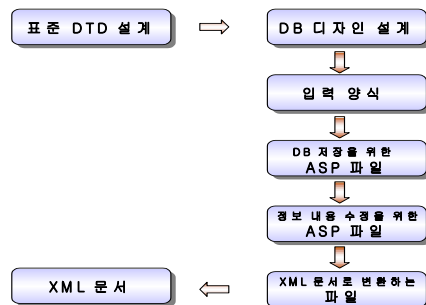 표준 DTD 설계
DB 디자인 설계
입력 양식
DB 저장을 위한
ASP 파일
정보 내용 수정을 위한
ASP 파일
XML 문서로 변환하는
파일
XML 문서